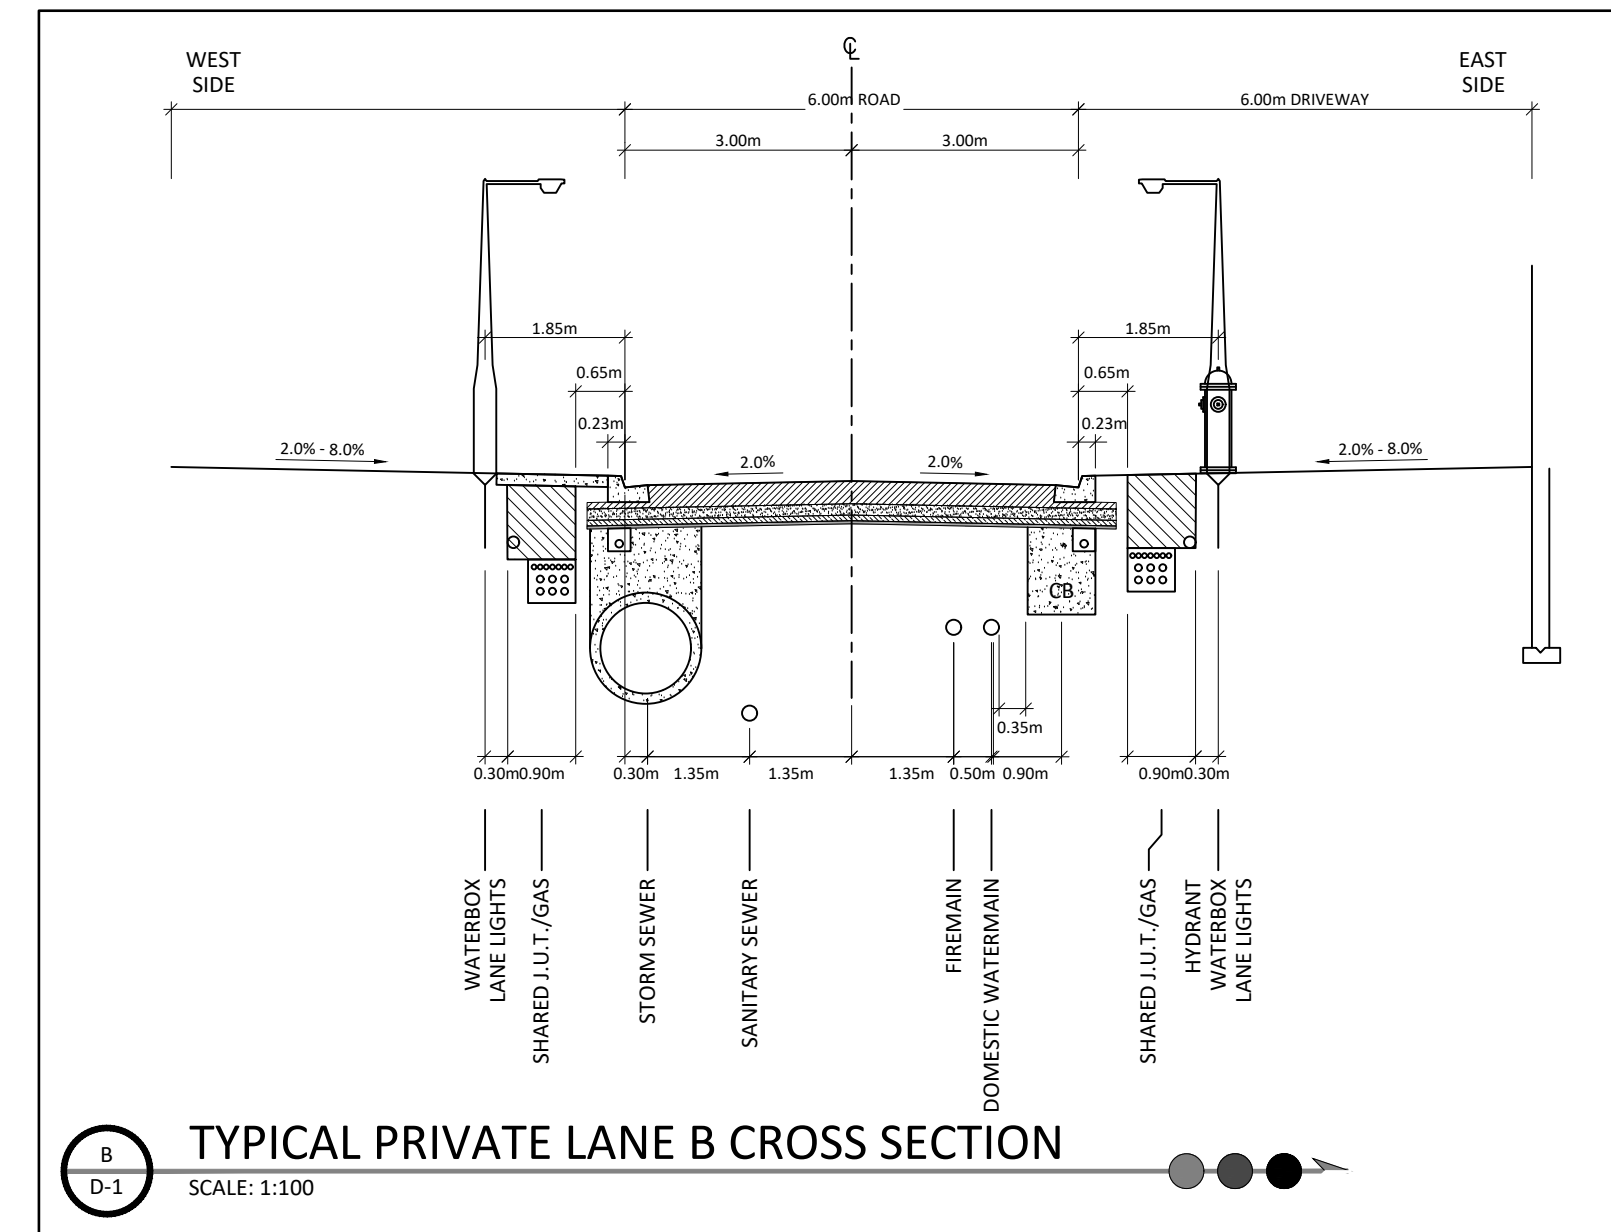 WEST
SIDE
℄
EAST
SIDE
6.00m ROAD
6.00m DRIVEWAY
3.00m
3.00m
1.85m
1.85m
0.65m
0.65m
0.23m
0.23m
2.0% - 8.0%
2.0%
2.0%
2.0% - 8.0%
CB
0.35m
0.30m
0.90m
0.30m
1.35m
1.35m
1.35m
0.50m
0.90m
0.90m
0.30m
WATERBOX
LANE LIGHTS
SHARED J.U.T./GAS
STORM SEWER
SANITARY SEWER
FIREMAIN
DOMESTIC WATERMAIN
SHARED J.U.T./GAS
HYDRANT
WATERBOX
LANE LIGHTS
B
D-1
TYPICAL PRIVATE LANE B CROSS SECTION
SCALE: 1:100